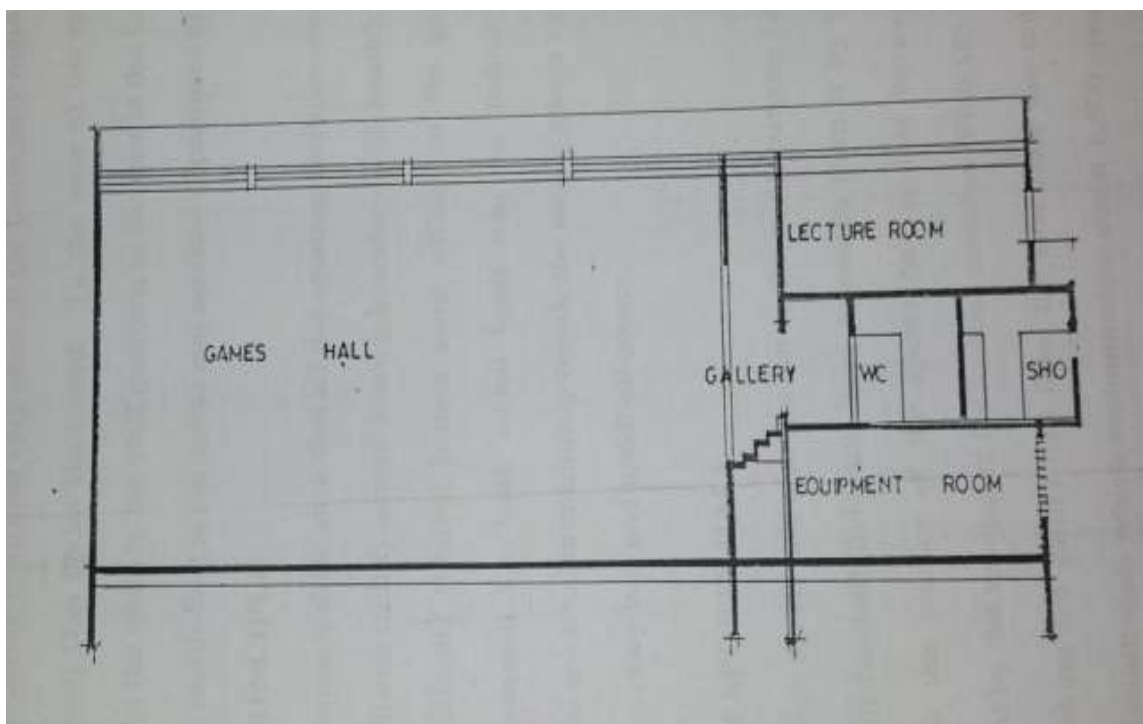 LECTURE ROOM
GAMES HALL
GALLERY
WC
SHO
EQUIPMENT ROOM